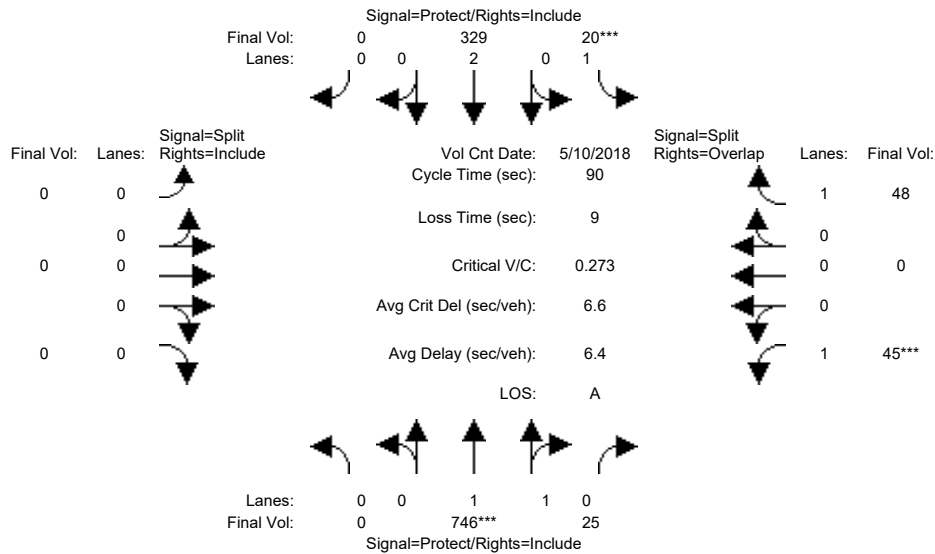 Signal=Protect/Rights=Include
Final Vol: 0 329 20***
Lanes: 0 0 2 0 1
Signal=Split Signal=Split
Final Vol: Lanes: Rights=Include Vol Cnt Date: 5/10/2018 Rights=Overlap Lanes: Final Vol:
Cycle Time (sec): 90
0 0 1 48
Loss Time (sec): 9
0 0
0 0 Critical V/C: 0.273 0 0
0 Avg Crit Del (sec/veh): 6.6 0
0 0 Avg Delay (sec/veh): 6.4 1 45***
LOS: A
Lanes: 0 0 1 1 0
Final Vol: 0 746*** 25
Signal=Protect/Rights=Include